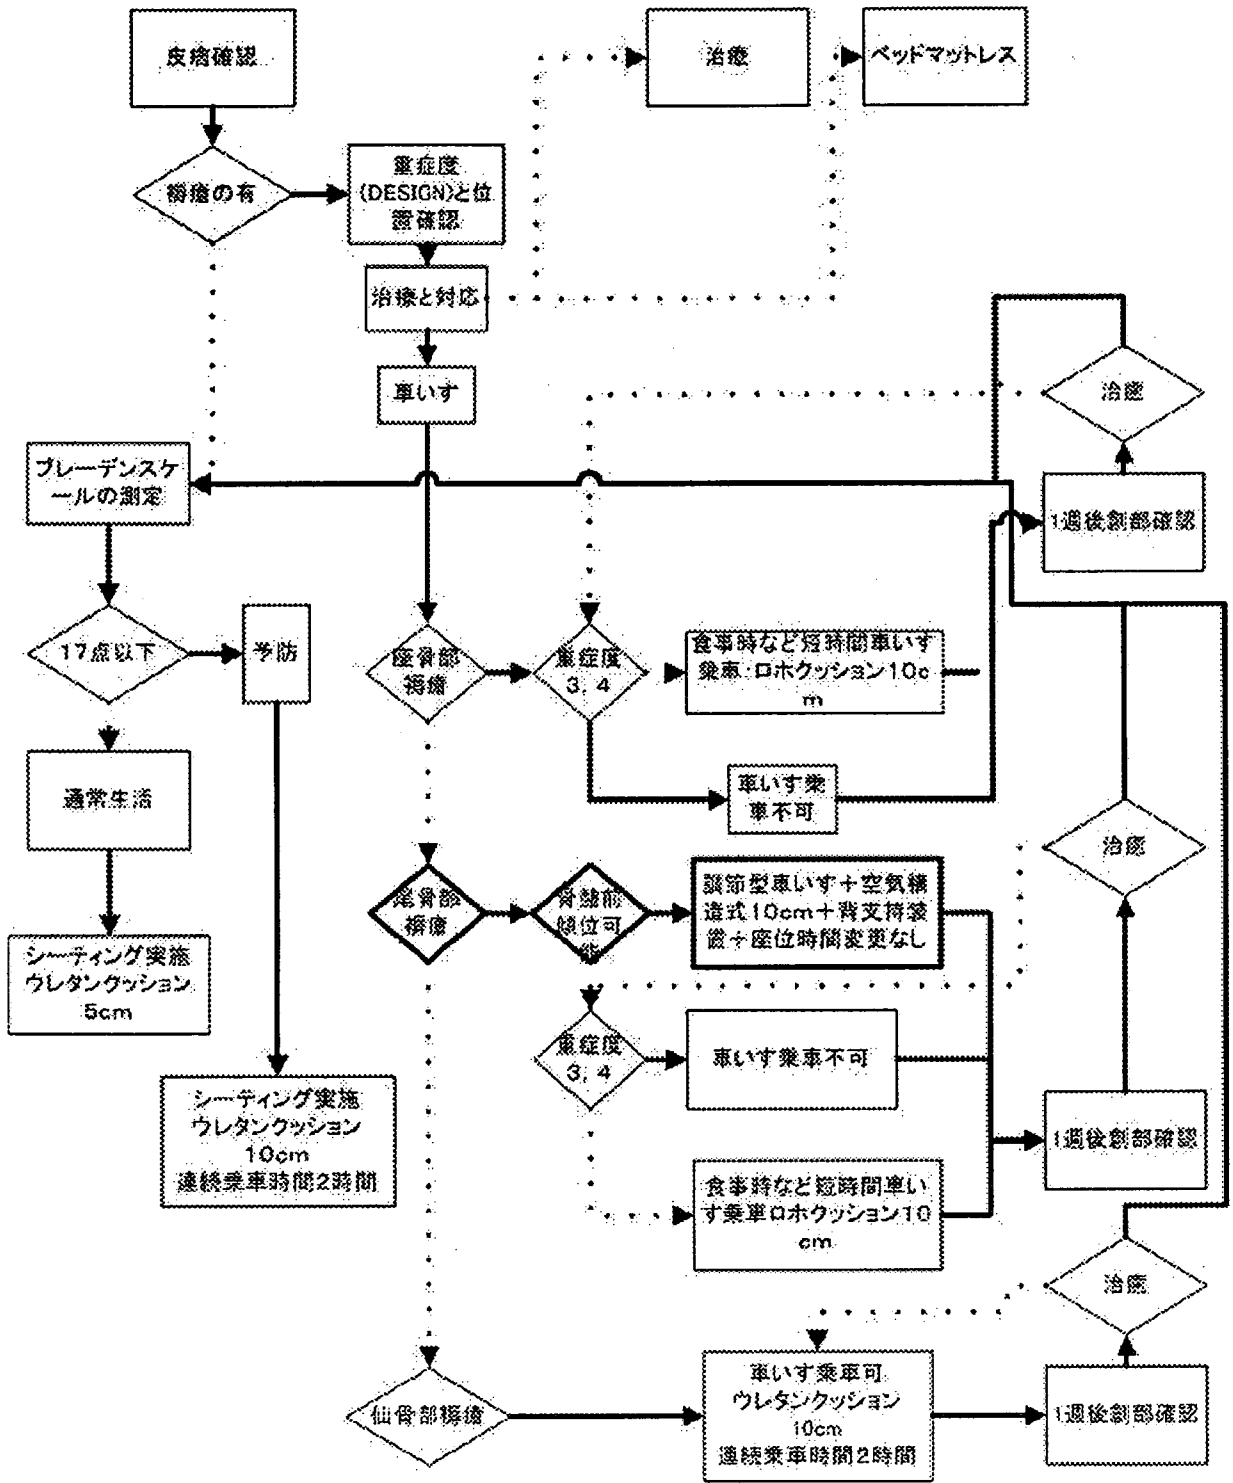 皮膚確認
治療
ベッドマットレス
褥瘡の有
重症度
(DESIGN)と位
置確認
治療と対応
車いす
治癒
ブレーデンスケ
ールの測定
1週後創部確認
17点以下
予防
座骨部
褥瘡
重症度
3, 4
食事時など短時間車いす
乗車・ロホクッション10c
m
通常生活
車いす乗
車不可
治癒
尾骨部
褥瘡
骨盤前
傾位可
能
調節型車いす+空気構
造式10cm+背支持装
置+座位時間変更なし
シーティング実施
ウレタンクッション
5cm
重症度
3, 4
車いす乗車不可
シーティング実施
ウレタンクッション
10cm
連続乗車時間2時間
1週後創部確認
食事時など短時間車い
す乗車ロホクッション10
cm
治癒
仙骨部褥瘡
車いす乗車可
ウレタンクッション
10cm
連続乗車時間2時間
1週後創部確認